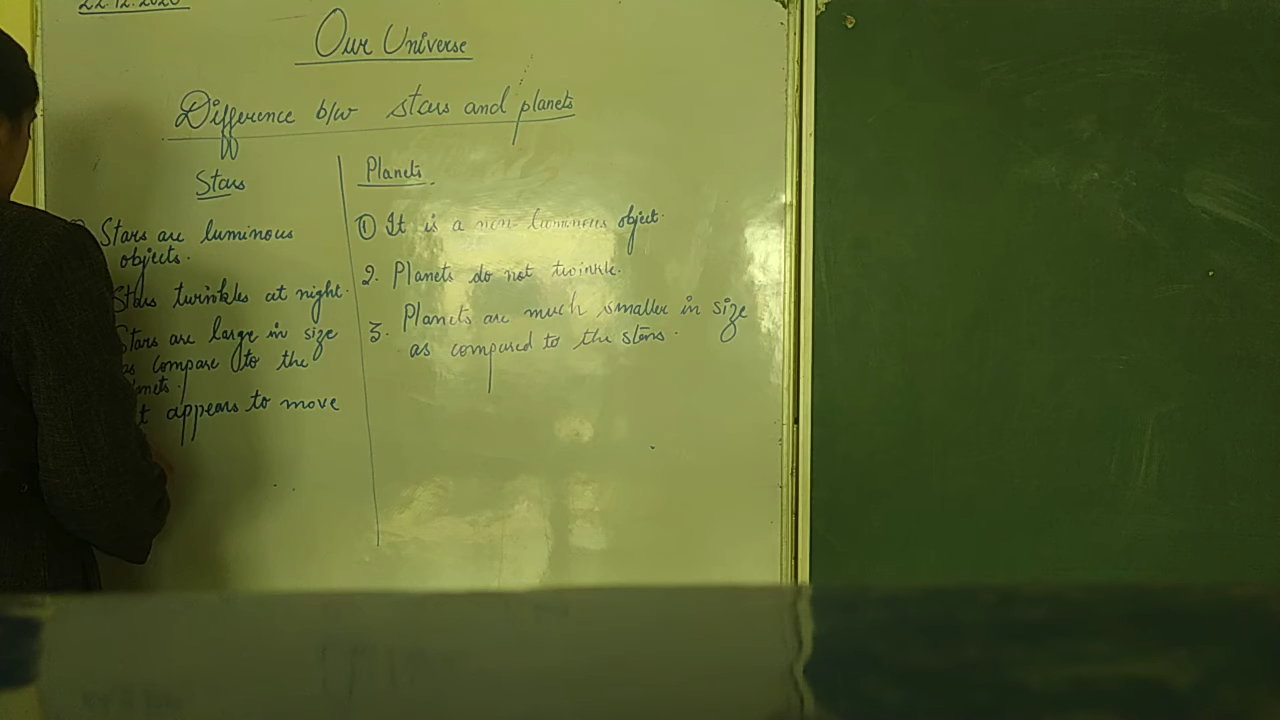 Our Universe
Difference b/w stars and planets
Stars
Stars are luminous
objects.
Stars twinkles at night.
Stars are large in size
as compare to the
appears to move
Planets
① It is a non-luminous object.
2. Planets do not twinkle.
3. Planets are much smaller in size
as compared to the stars.